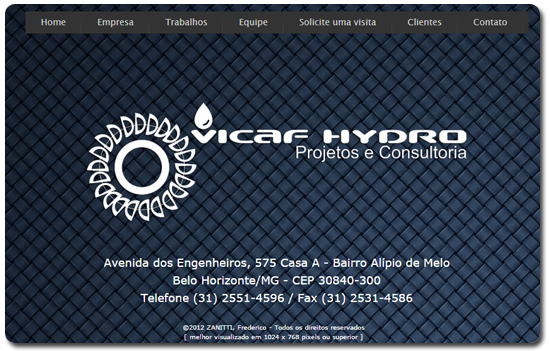 Home Empresa Trabalhos Equipe Solicite uma visita Clientes Contato
VICAF HYDRO
Projetos e Consultoria
Avenida dos Engenheiros, 575 Casa A - Bairro Alípio de Melo
Belo Horizonte/MG - CEP 30840-300
Telefone (31) 2551-4596 / Fax (31) 2531-4586
©2012 ZANITTI, Frederico - Todos os direitos reservados
[ melhor visualizado em 1024 x 768 pixels ou superior ]